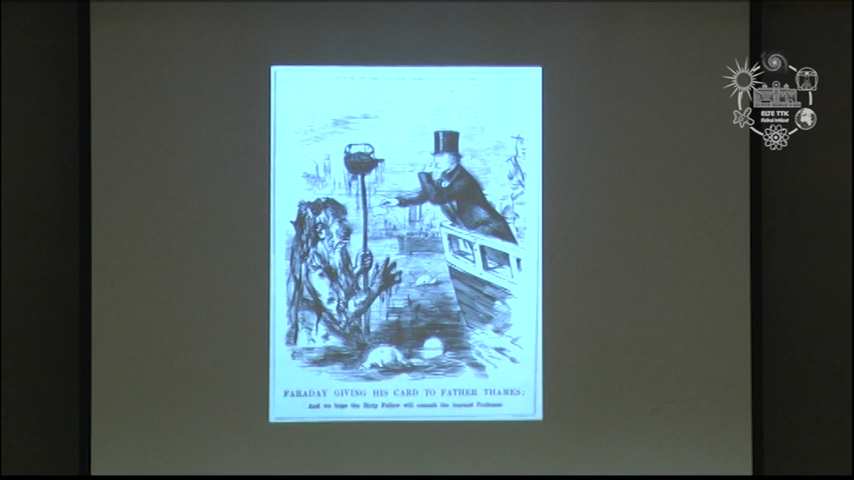 ELTE TTK
FARADAY GIVING HIS CARD TO FATHER THAMES;
And we hope the Dirty Fellow will consult the learned Professor